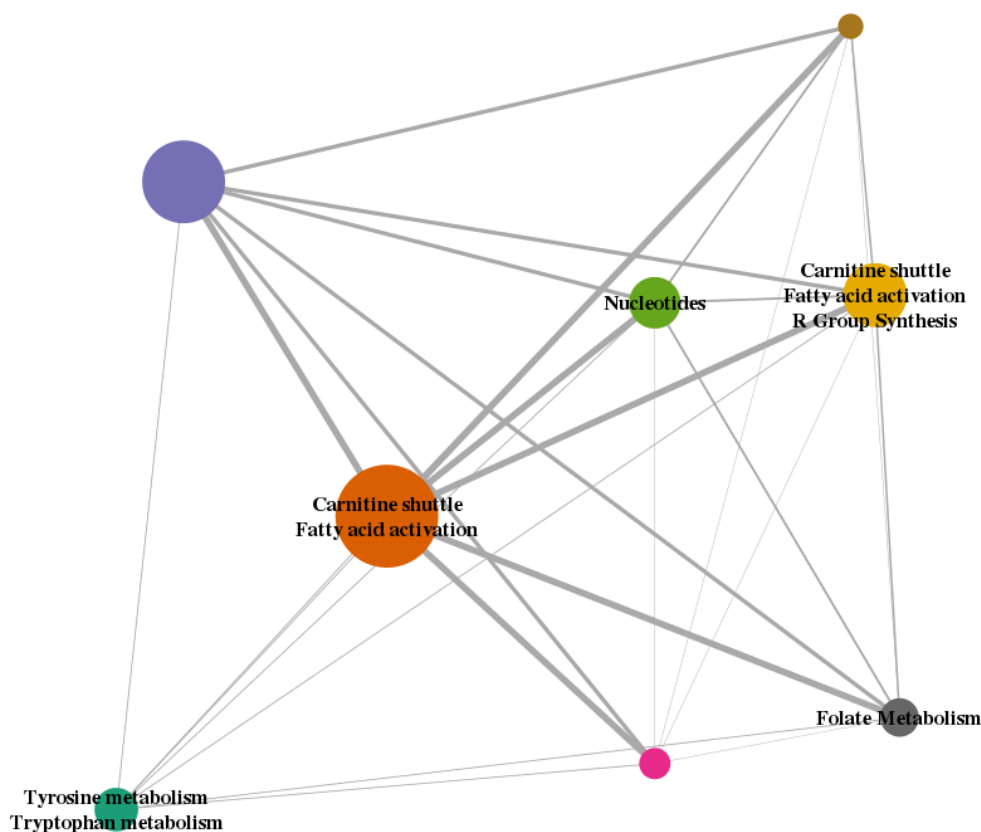 Carnitine shuttle
Fatty acid activation
R Group Synthesis
Nucleotides
Carnitine shuttle
Fatty acid activation
Folate Metabolism
Tyrosine metabolism
Tryptophan metabolism